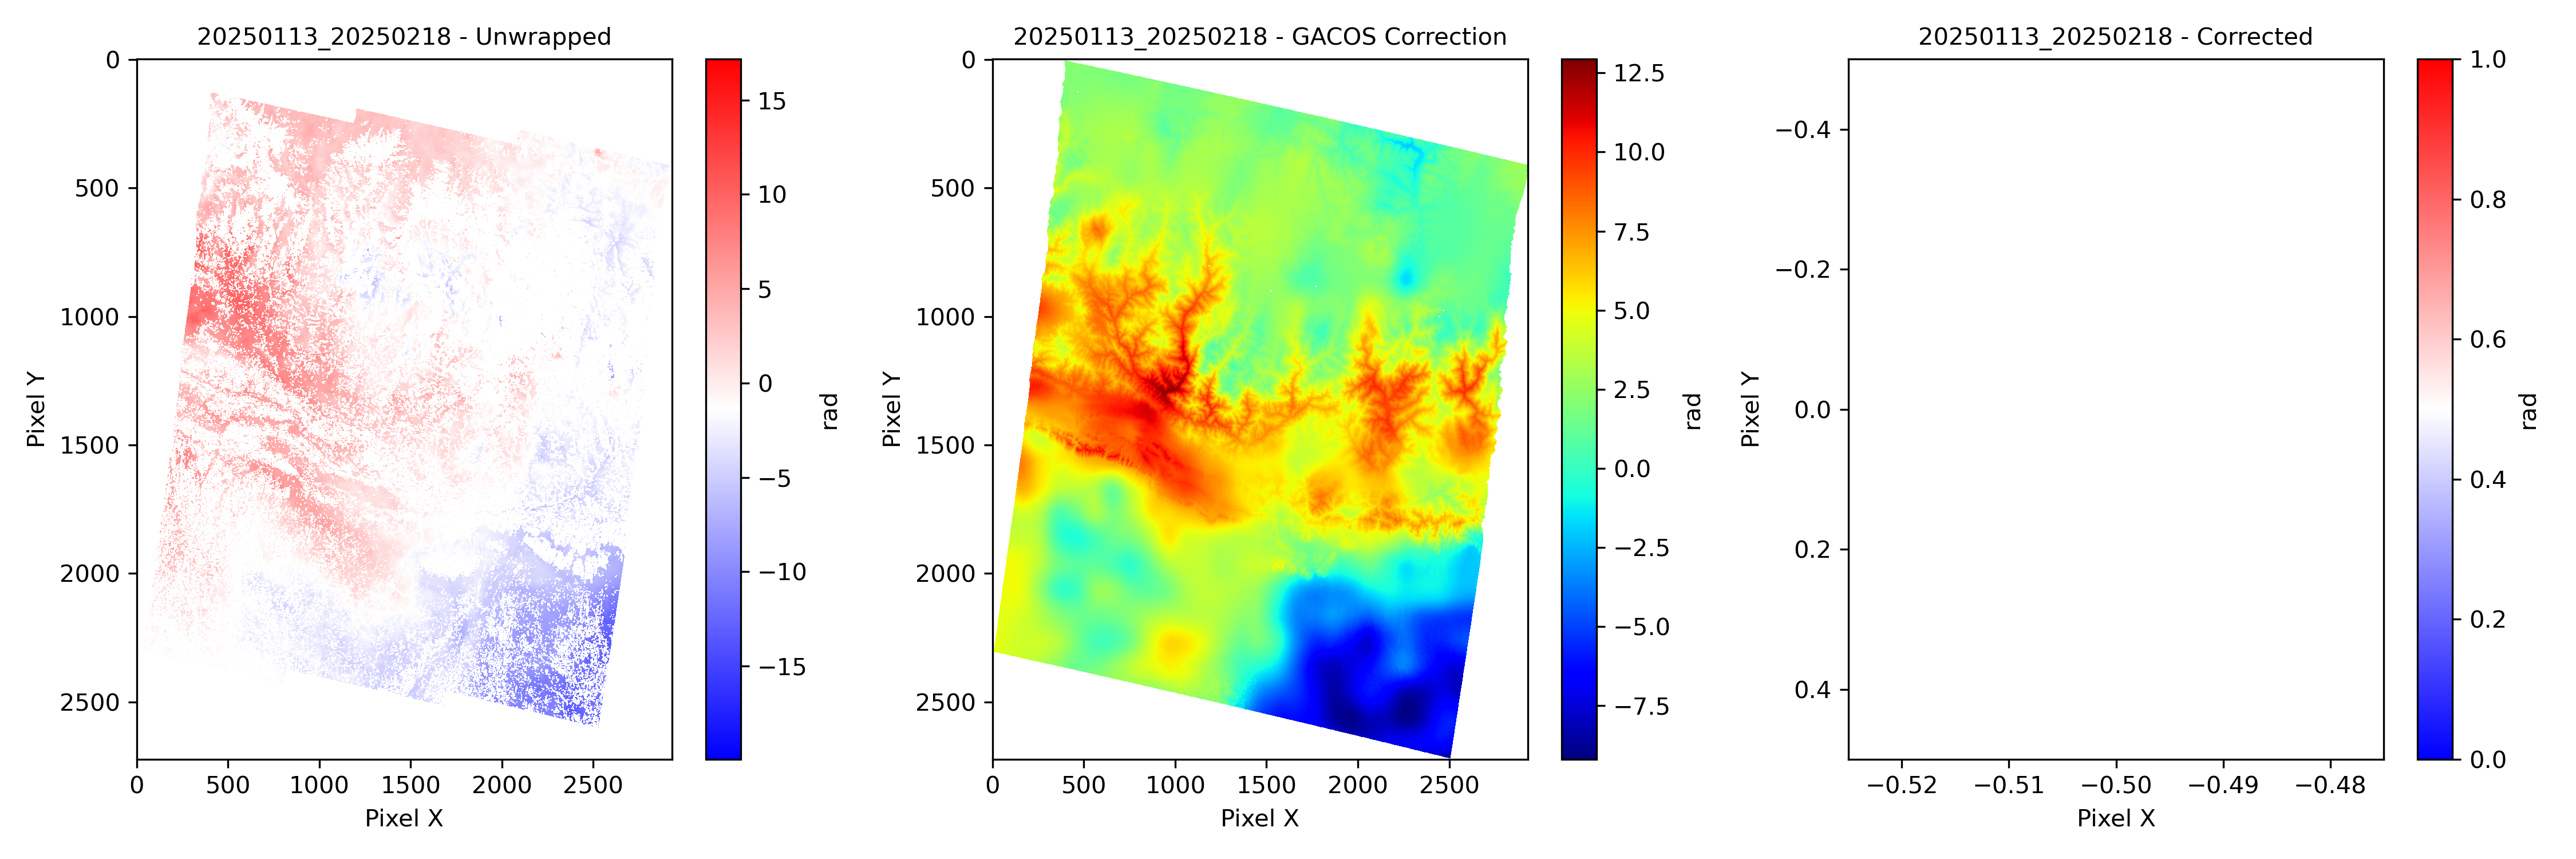 20250113_20250218 - Unwrapped
0
500
1000
1500
2000
2500
Pixel Y
0 500 1000 1500 2000 2500
Pixel X
15
10
5
0
−5
−10
−15
rad
20250113_20250218 - GACOS Correction
0
500
1000
1500
2000
2500
Pixel Y
0 500 1000 1500 2000 2500
Pixel X
12.5
10.0
7.5
5.0
2.5
0.0
−2.5
−5.0
−7.5
rad
20250113_20250218 - Corrected
−0.4
−0.2
0.0
0.2
0.4
Pixel Y
−0.52 −0.51 −0.50 −0.49 −0.48
Pixel X
1.0
0.8
0.6
0.4
0.2
0.0
rad